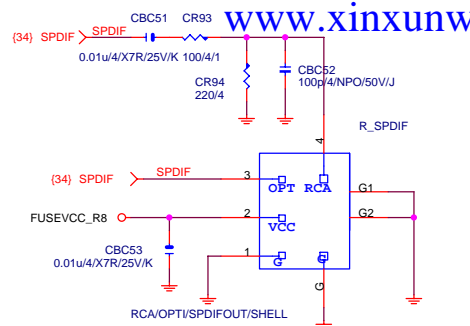 www.xinxunw
CBC51
CR93
{34} SPDIF
SPDIF
0.01u/4/X7R/25V/K
100/4/1
CR94
220/4
CBC52
100p/4/NPO/50V/J
4
R_SPDIF
{34} SPDIF
SPDIF
3
OPT
RCA
G1
FUSEVCC_R8
2
VCC
G2
CBC53
0.01u/4/X7R/25V/K
1
G
G
G
RCA/OPTI/SPDIFOUT/SHELL